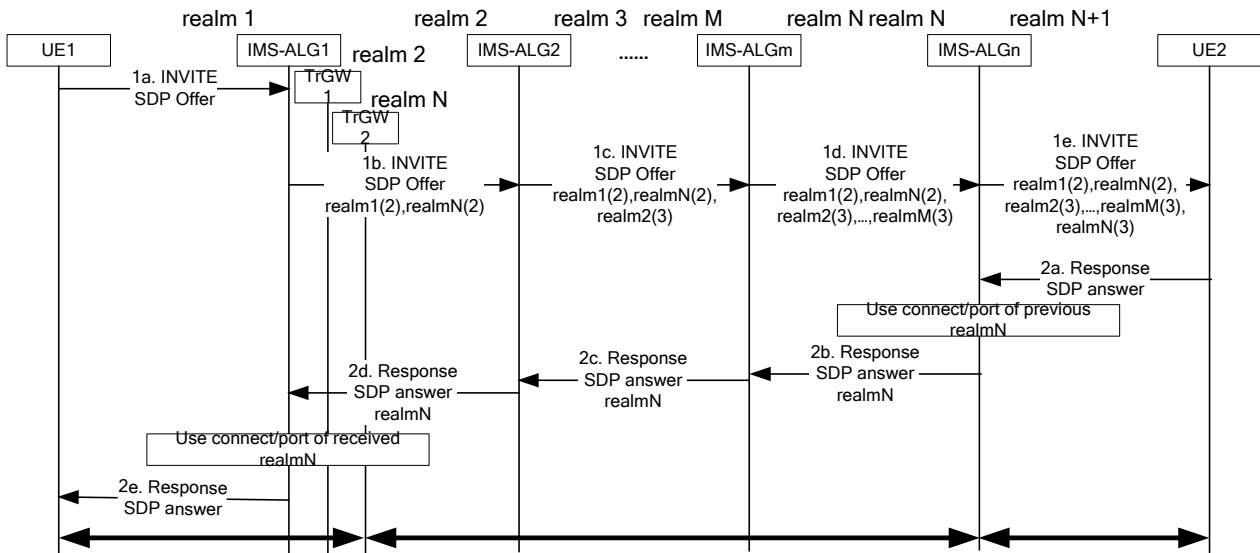 realm 1
realm 2
realm 3
realm M
realm N
realm N
realm N+1
UE1
IMS-ALG1
IMS-ALG2
......
IMS-ALGm
IMS-ALGn
UE2
realm 2
TrGW
1
realm N
TrGW
2
1a. INVITE
SDP Offer
1b. INVITE
SDP Offer
realm1(2),realmN(2)
1c. INVITE
SDP Offer
realm1(2),realmN(2),
realm2(3)
1d. INVITE
SDP Offer
realm1(2),realmN(2),
realm2(3),...,realmM(3)
1e. INVITE
SDP Offer
realm1(2),realmN(2),
realm2(3),...,realmM(3),
realmN(3)
2a. Response
SDP answer
Use connect/port of previous
realmN
2b. Response
SDP answer
realmN
2c. Response
SDP answer
realmN
2d. Response
SDP answer
realmN
Use connect/port of received
realmN
2e. Response
SDP answer